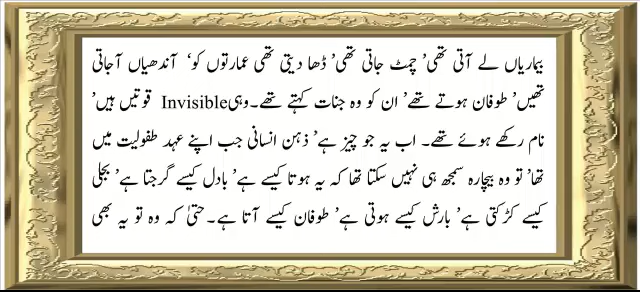 بیماریاں لے آتی تھی’ چمٹ جاتی تھی’ ڈھا دیتی تھی عمارتوں کو‘ آندھیاں آجاتی
تھیں’ طوفان ہوتے تھے’ ان کو وہ جنات کہتے تھے۔وہیInvisible قوتیں ہیں’
نام رکھے ہوئے تھے۔ اب یہ جو چیز ہے’ ذہن انسانی جب اپنے عہد طفولیت میں
تھا’ تو وہ بیچارہ سمجھ ہی نہیں سکتا تھا کہ یہ ہوتا کیسے ہے’ بادل کیسے گرجتا ہے’ بجلی
کیسے کڑکتی ہے’ بارش کیسے ہوتی ہے’ طوفان کیسے آتا ہے۔حتیٰ کہ وہ تو یہ بھی